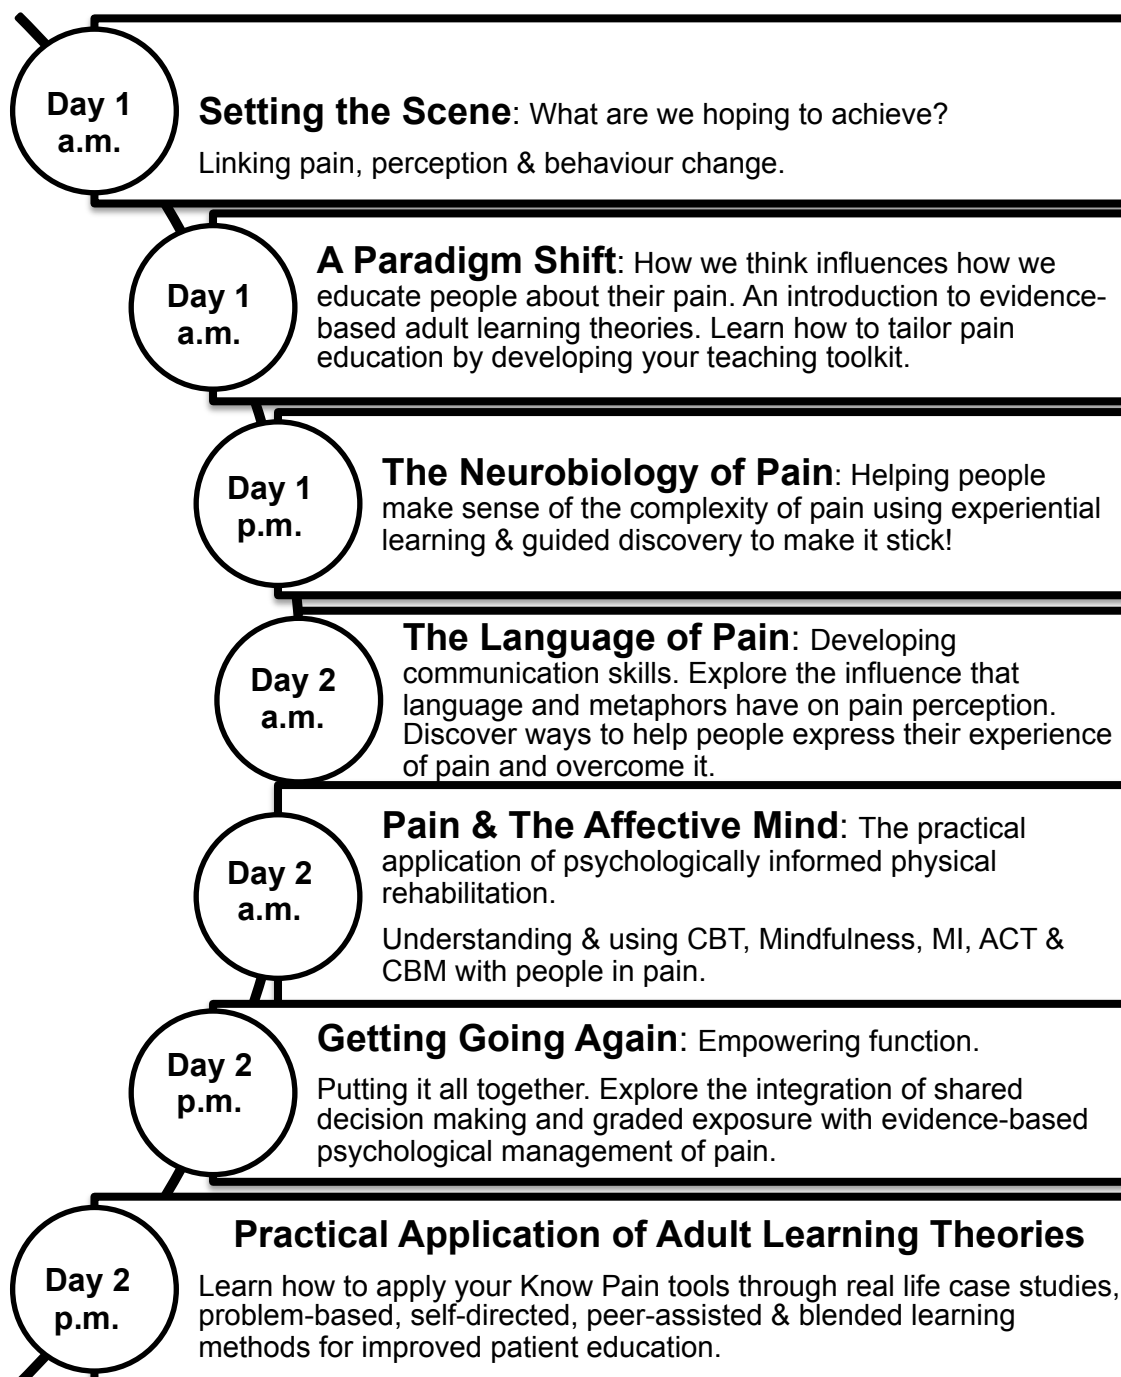 Day 1
a.m.
Setting the Scene: What are we hoping to achieve?
Linking pain, perception & behaviour change.
Day 1
a.m.
A Paradigm Shift: How we think influences how we
educate people about their pain. An introduction to evidence-
based adult learning theories. Learn how to tailor pain
education by developing your teaching toolkit.
Day 1
p.m.
The Neurobiology of Pain: Helping people
make sense of the complexity of pain using experiential
learning & guided discovery to make it stick!
Day 2
a.m.
The Language of Pain: Developing
communication skills. Explore the influence that
language and metaphors have on pain perception.
Discover ways to help people express their experience
of pain and overcome it.
Day 2
a.m.
Pain & The Affective Mind: The practical
application of psychologically informed physical
rehabilitation.
Understanding & using CBT, Mindfulness, MI, ACT &
CBM with people in pain.
Day 2
p.m.
Getting Going Again: Empowering function.
Putting it all together. Explore the integration of shared
decision making and graded exposure with evidence-based
psychological management of pain.
Day 2
p.m.
Practical Application of Adult Learning Theories
Learn how to apply your Know Pain tools through real life case studies,
problem-based, self-directed, peer-assisted & blended learning
methods for improved patient education.